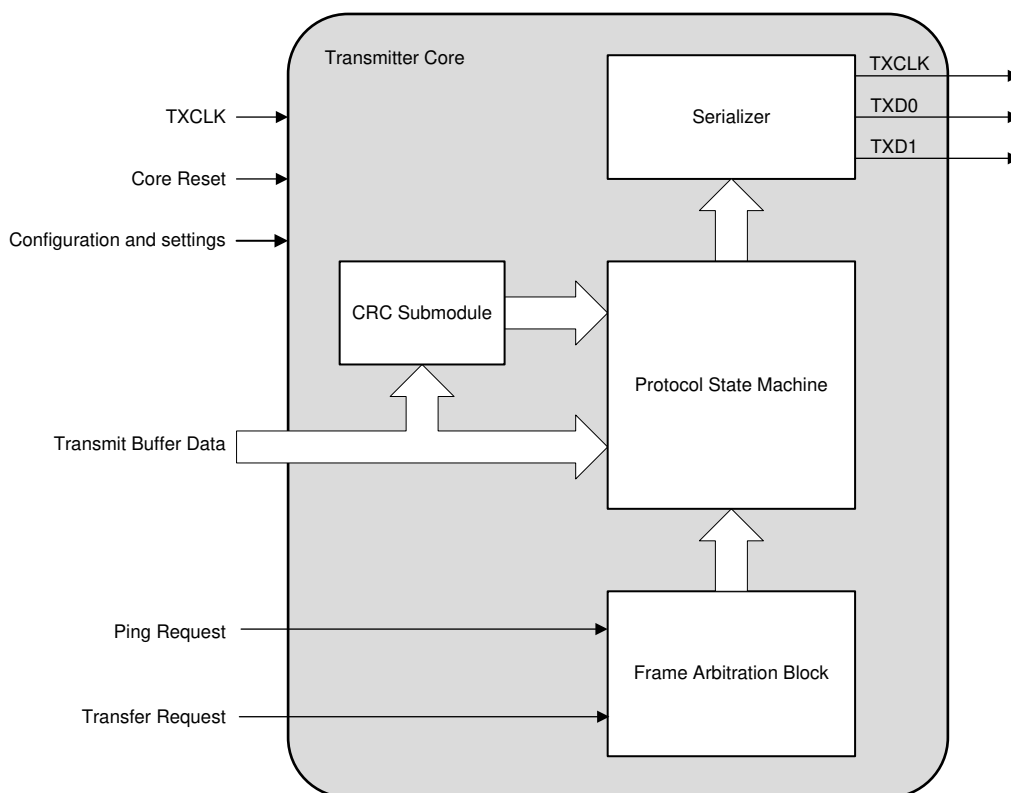 Transmitter Core
TXCLK
Serializer
TXCLK
TXD0
TXD1
Core Reset
Configuration and settings
CRC Submodule
Protocol State Machine
Transmit Buffer Data
Ping Request
Frame Arbitration Block
Transfer Request